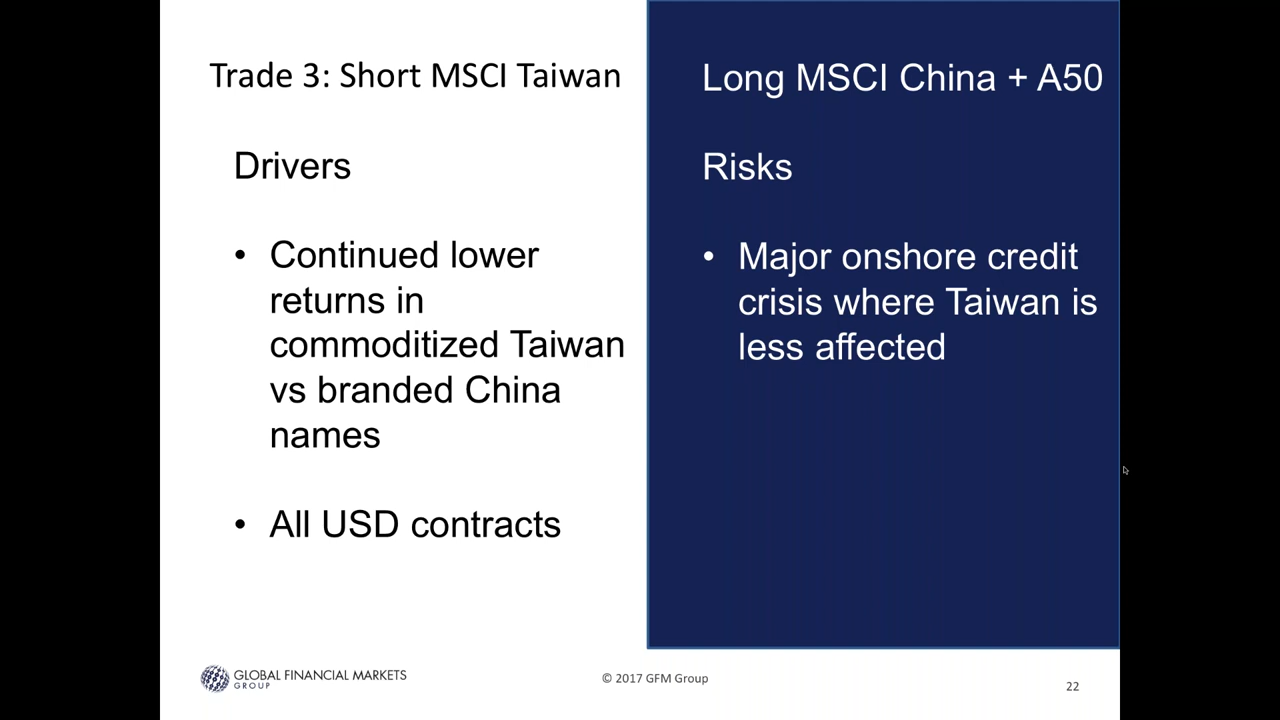 Trade 3: Short MSCI Taiwan
Drivers
• Continued lower
returns in
commoditized Taiwan
vs branded China
names
• All USD contracts
Long MSCI China + A50
Risks
• Major onshore credit
crisis where Taiwan is
less affected
GLOBAL FINANCIAL MARKETS
GROUP
© 2017 GFM Group
22